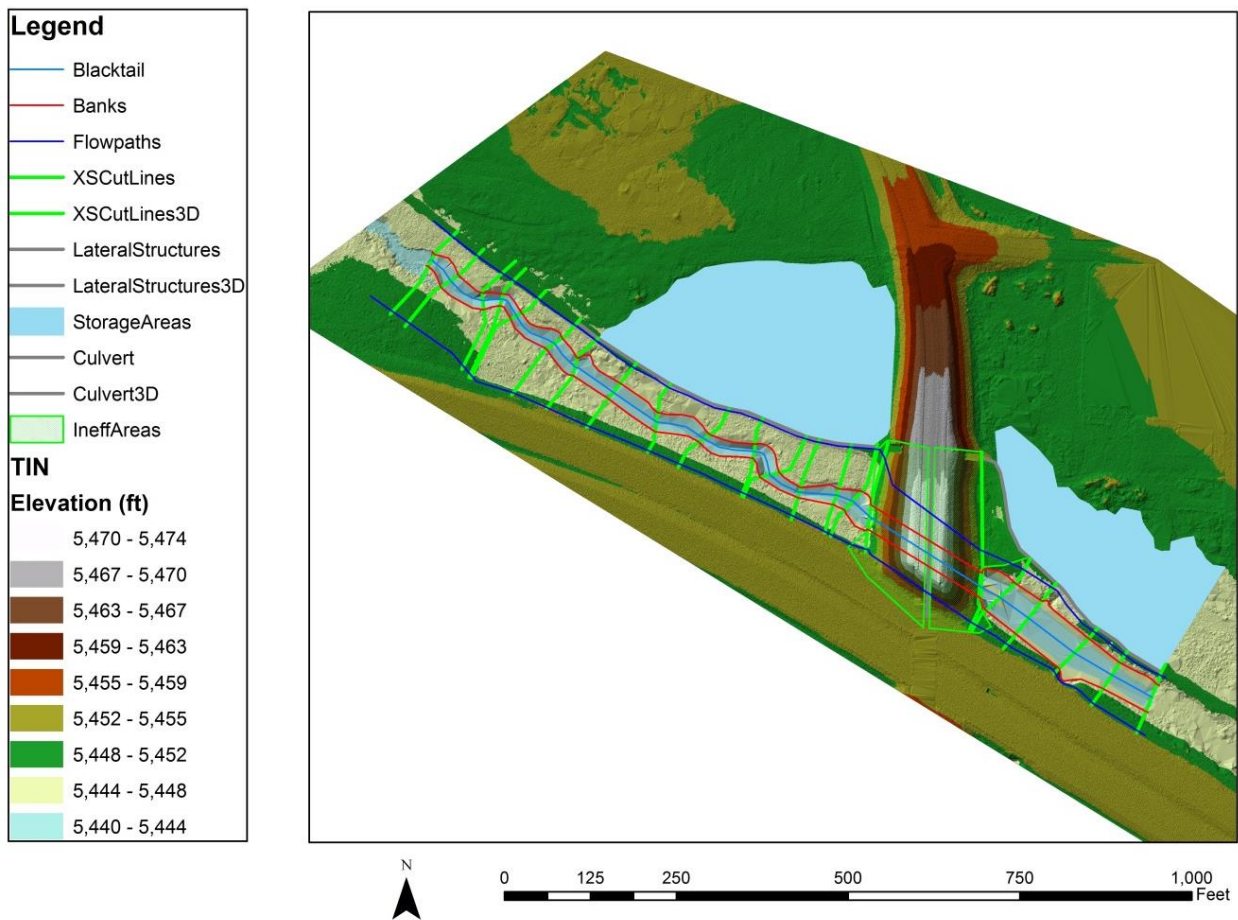 Legend
Blacktail
Banks
Flowpaths
XSCutLines
XSCutLines3D
LateralStructures
LateralStructures3D
StorageAreas
Culvert
Culvert3D
IneffAreas
TIN
Elevation (ft)
5,470 - 5,474
5,467 - 5,470
5,463 - 5,467
5,459 - 5,463
5,455 - 5,459
5,452 - 5,455
5,448 - 5,452
5,444 - 5,448
5,440 - 5,444
N
0 125 250 500 750 1,000
Feet